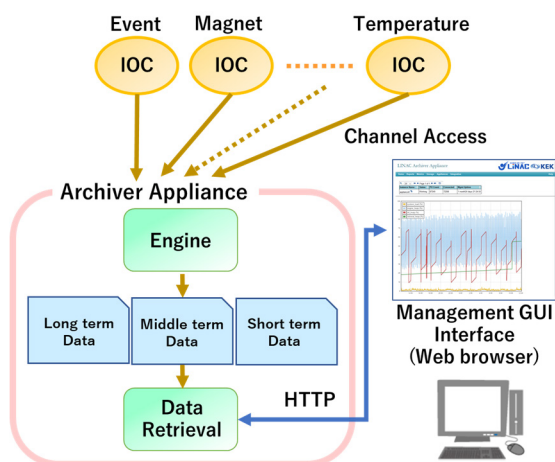 Event
Magnet
Temperature
IOC
IOC
IOC
Channel Access
Archiver Appliance
Engine
Long term
Data
Middle term
Data
Short term
Data
Data
Retrieval
HTTP
LINAC Archiver Appliance
LiNAC
KEK
Management GUI
Interface
(Web browser)